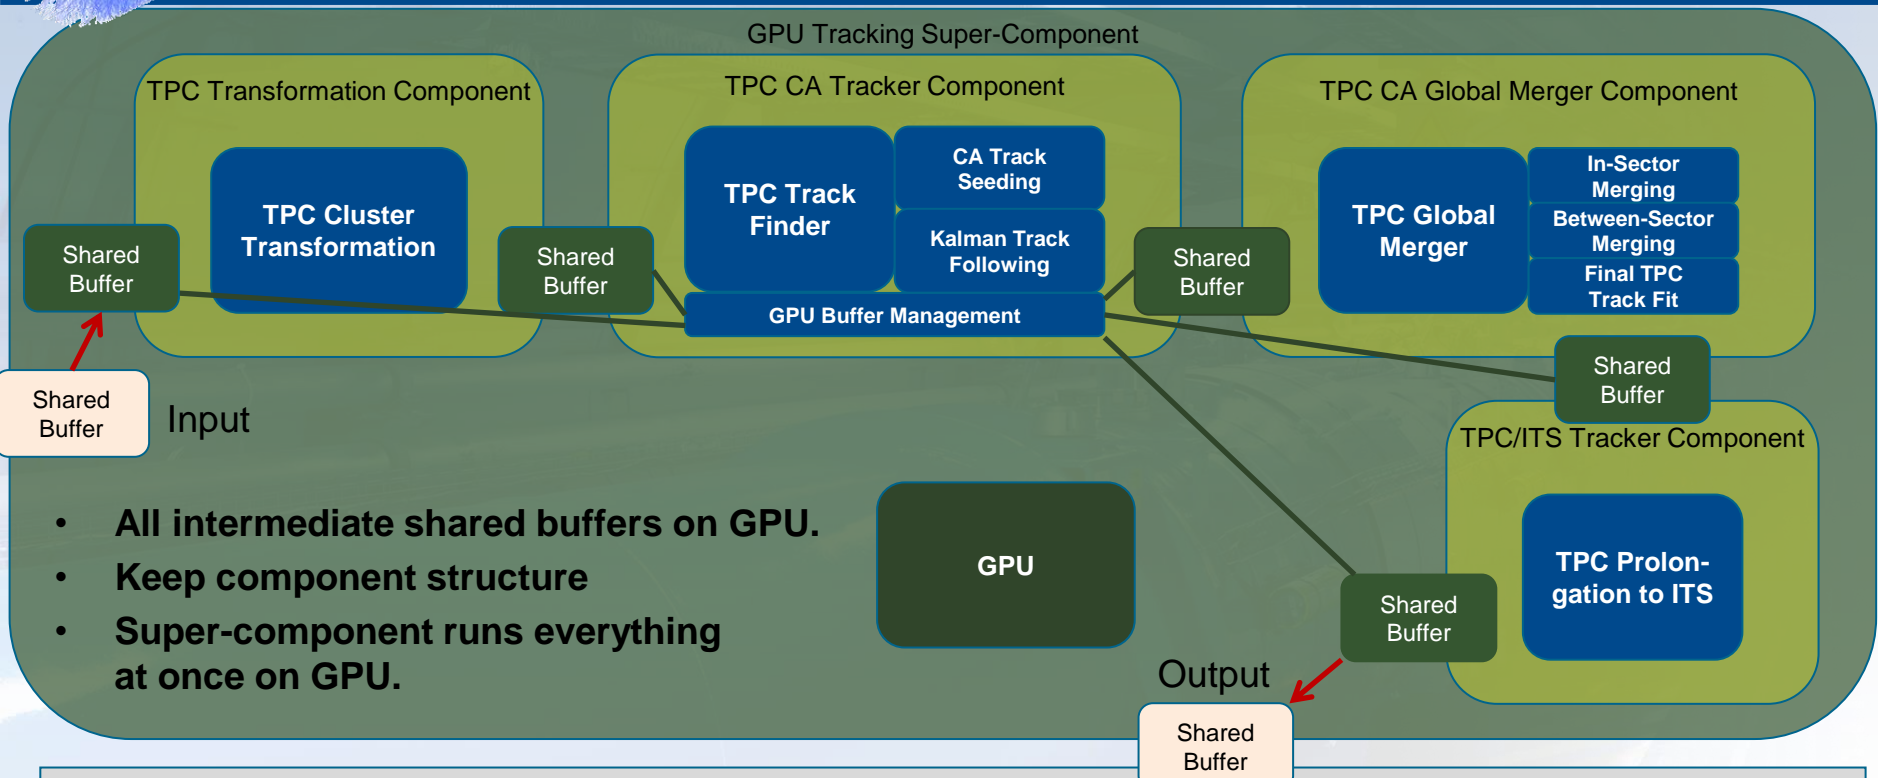 GPU Tracking Super-Component
TPC Transformation Component
TPC Cluster
Transformation
Shared
Buffer
Shared
Buffer
Input
TPC CA Tracker Component
TPC Track
Finder
CA Track
Seeding
Kalman Track
Following
GPU Buffer Management
Shared
Buffer
Shared
Buffer
TPC CA Global Merger Component
TPC Global
Merger
In-Sector
Merging
Between-Sector
Merging
Final TPC
Track Fit
Shared
Buffer
TPC/ITS Tracker Component
TPC Prolon-
gation to ITS
• All intermediate shared buffers on GPU.
• Keep component structure
• Super-component runs everything
at once on GPU.
GPU
Shared
Buffer
Output
Shared
Buffer